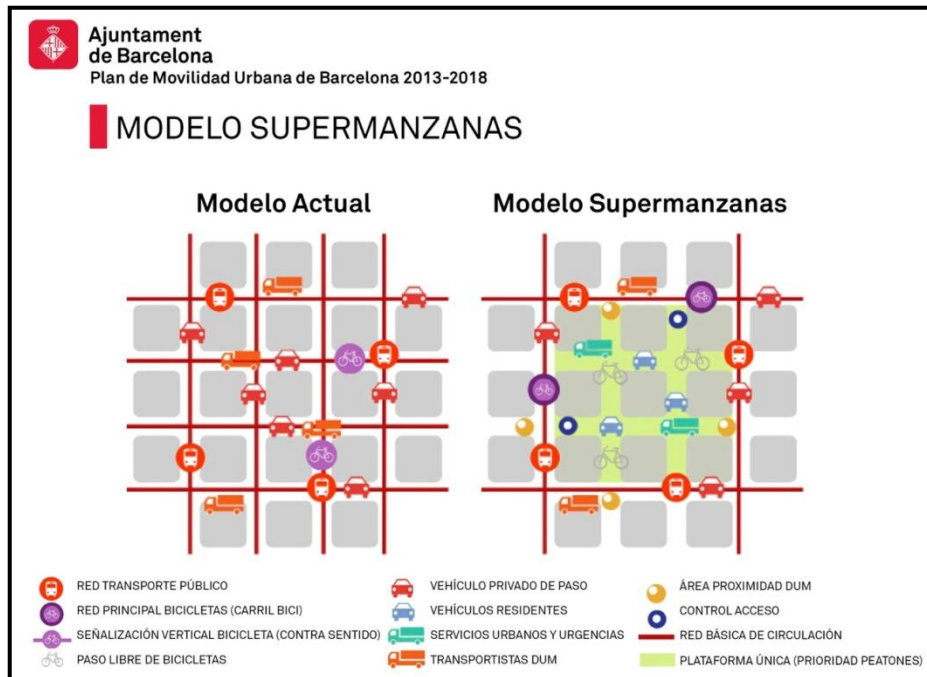 Ajuntament
de Barcelona
Plan de Movilidad Urbana de Barcelona 2013-2018
MODELO SUPERMANZANAS
Modelo Actual
Modelo Supermanzanas
RED TRANSPORTE PÚBLICO
RED PRINCIPAL BICICLETAS (CARRIL BICI)
SEÑALIZACIÓN VERTICAL BICICLETA (CONTRA SENTIDO)
PASO LIBRE DE BICICLETAS
VEHÍCULO PRIVADO DE PASO
VEHÍCULOS RESIDENTES
SERVICIOS URBANOS Y URGENCIAS
TRANSPORTISTAS DUM
ÁREA PROXIMIDAD DUM
CONTROL ACCESO
RED BÁSICA DE CIRCULACIÓN
PLATAFORMA ÚNICA (PRIORIDAD PEATONES)